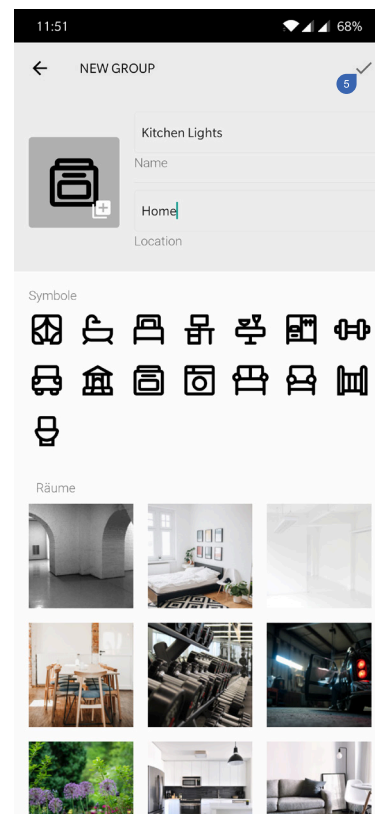 11:51
68%
NEW GROUP
5
Kitchen Lights
Name
Home
Location
Symbole
Räume